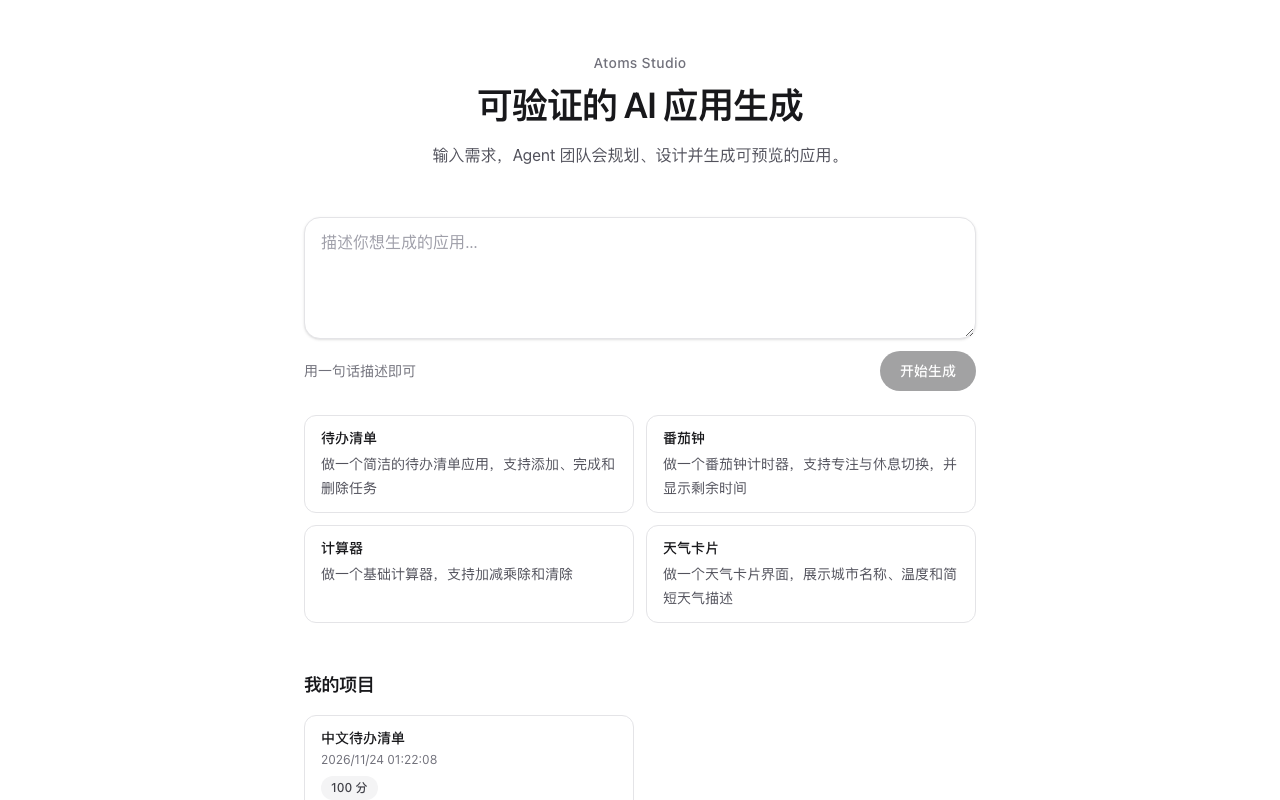 Atoms Studio
可验证的 AI 应用生成
输入需求，Agent 团队会规划、设计并生成可预览的应用。
描述你想生成的应用...
用一句话描述即可
开始生成
待办清单
做一个简洁的待办清单应用，支持添加、完成和
删除任务
番茄钟
做一个番茄钟计时器，支持专注与休息切换，并
显示剩余时间
计算器
做一个基础计算器，支持加减乘除和清除
天气卡片
做一个天气卡片界面，展示城市名称、温度和简
短天气描述
我的项目
中文待办清单
2026/11/24 01:22:08
100 分